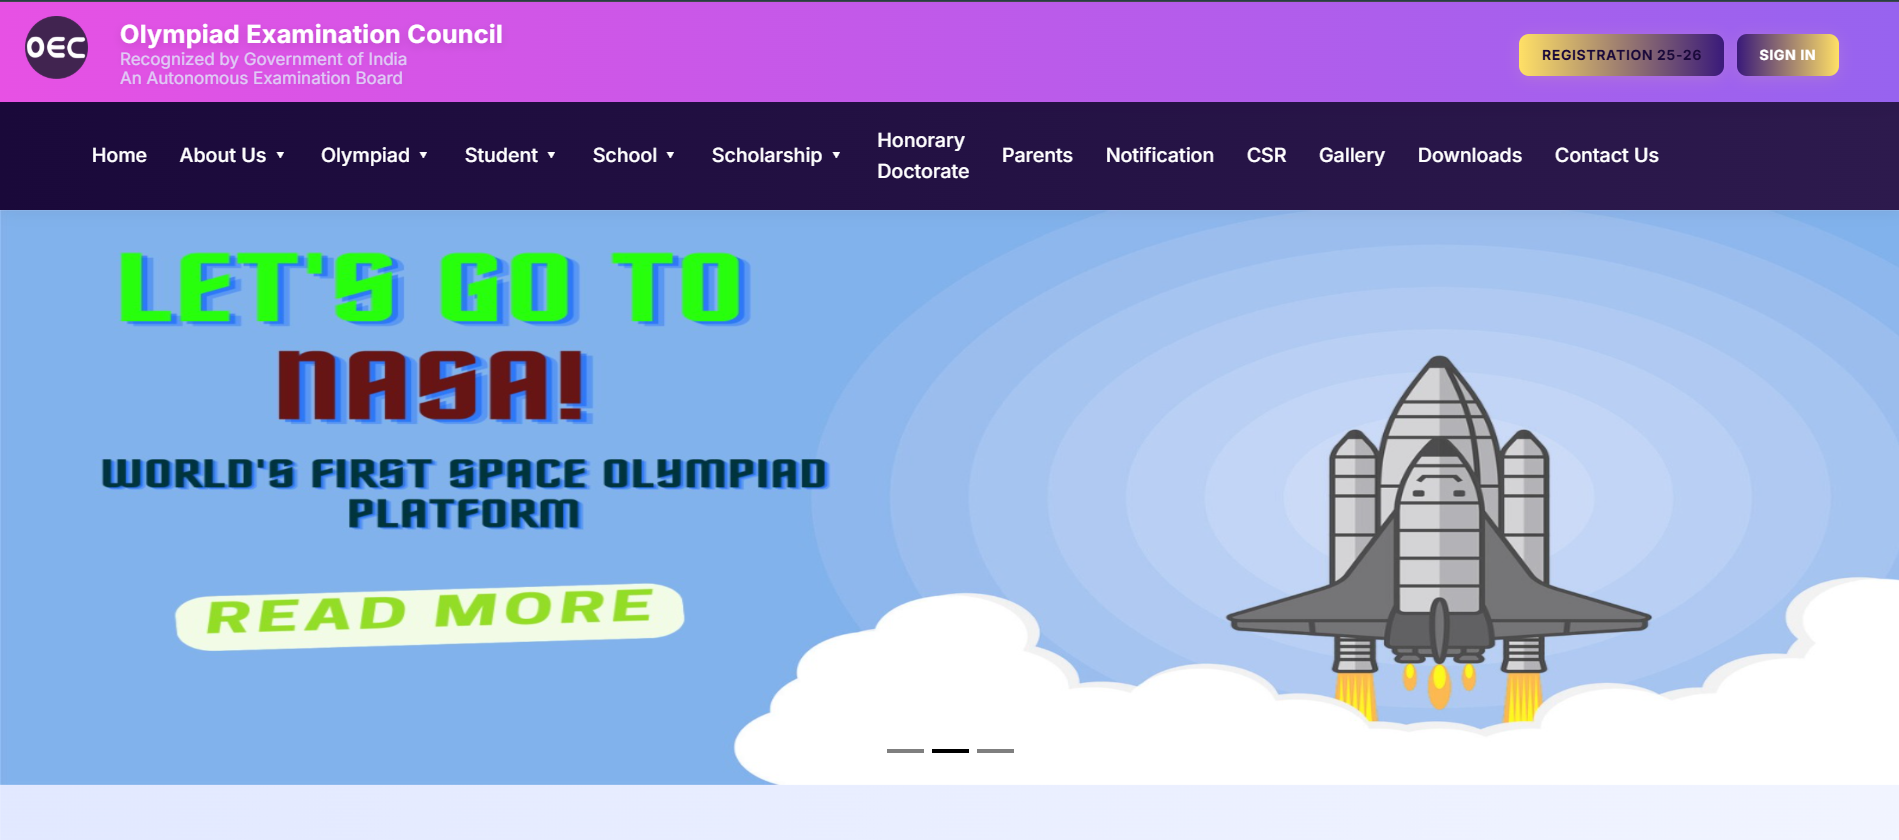 OEC
Olympiad Examination Council
Recognized by Government of India
An Autonomous Examination Board
REGISTRATION 25-26
SIGN IN
Home
About Us
Olympiad
Student
School
Scholarship
Honorary
Doctorate
Parents
Notification
CSR
Gallery
Downloads
Contact Us
LET'S GO TO
NASA!
WORLD'S FIRST SPACE OLYMPIAD
PLATFORM
READ MORE